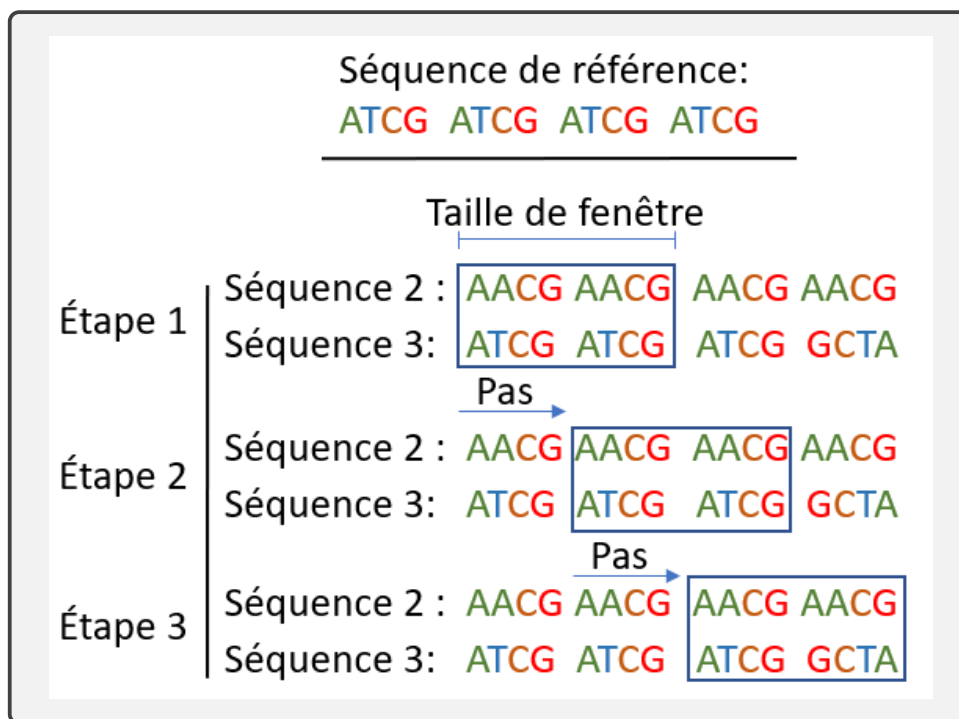 Séquence de référence:
ATCG ATCG ATCG ATCG
Taille de fenêtre
Étape 1
Séquence 2 : AACG AACG AACG AACG
Séquence 3: ATCG ATCG ATCG GCTA
Pas
Étape 2
Séquence 2 : AACG AACG AACG AACG
Séquence 3: ATCG ATCG ATCG GCTA
Pas
Étape 3
Séquence 2 : AACG AACG AACG AACG
Séquence 3: ATCG ATCG ATCG GCTA